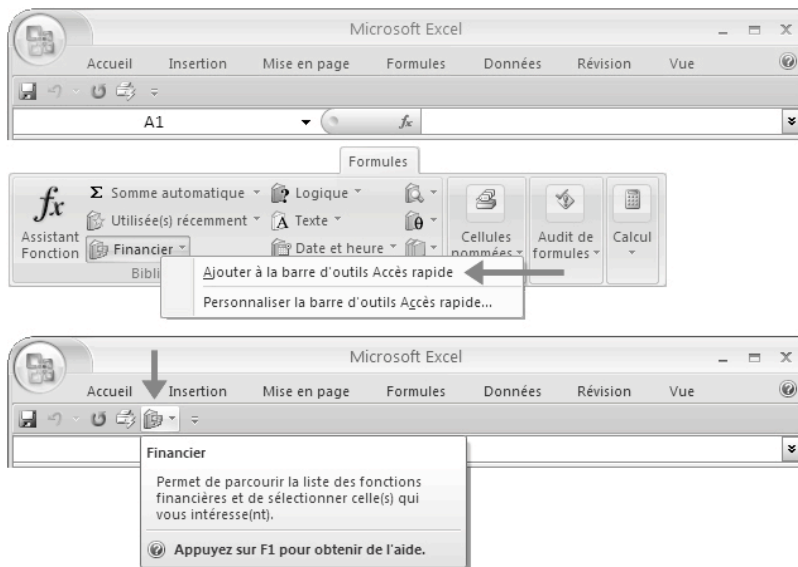 Microsoft Excel
Accueil Insertion Mise en page Formules Données Révision Vue
A1 fx
Formules
fx Assistant Fonction
Σ Somme automatique Logique
Utilisée(s) récemment A Texte θ
Financier Date et heure
Cellules nommées
Audit de formules
Calcul
Bibli
Ajouter à la barre d'outils Accès rapide
Personnaliser la barre d'outils Accès rapide...
Microsoft Excel
Accueil Insertion Mise en page Formules Données Révision Vue
Financier
Permet de parcourir la liste des fonctions
financières et de sélectionner celle(s) qui
vous intéresse(nt).
Appuyez sur F1 pour obtenir de l'aide.